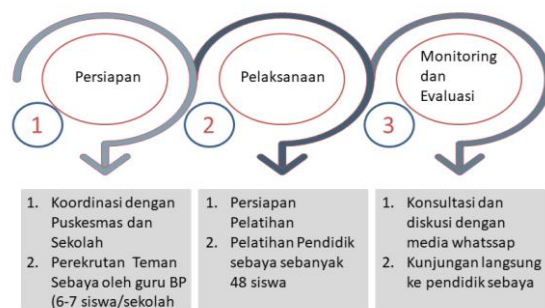 Persiapan
Pelaksanaan
Monitoring
dan
Evaluasi
1
2
3
1. Koordinasi dengan
Puskesmas dan
Sekolah
2. Perekrutan Teman
Sebaya oleh guru BP
(6-7 siswa/sekolah
1. Persiapan
Pelatihan
2. Pelatihan Pendidik
sebaya sebanyak
48 siswa
1. Konsultasi dan
diskusi dengan
media whatssap
2. Kunjungan langsung
ke pendidik sebaya